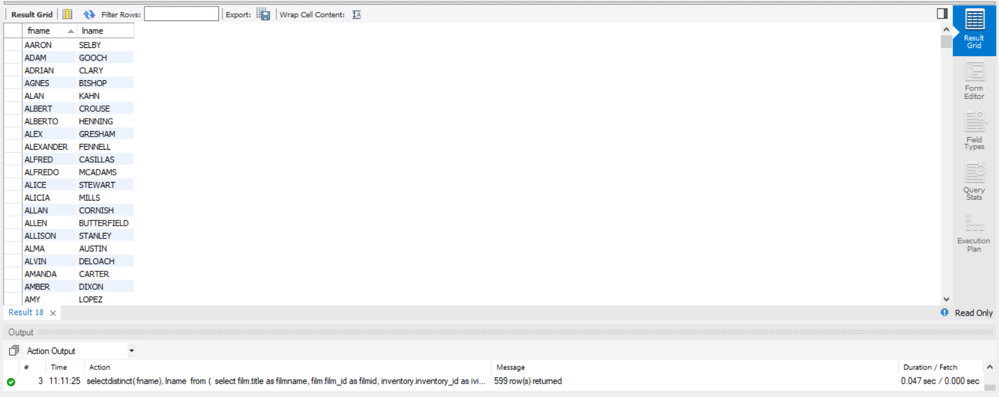 Result Grid Filter Rows: Export: Wrap Cell Content: IA
fname lname
AARON SELBY
ADAM GOOCH
ADRIAN CLARY
AGNES BISHOP
ALAN KAHN
ALBERT CROUSE
ALBERTO HENNING
ALEX GRESHAM
ALEXANDER FENNELL
ALFRED CASILLAS
ALFREDO MCADAMS
ALICE STEWART
ALICIA MILLS
ALLAN CORNISH
ALLEN BUTTERFIELD
ALLISON STANLEY
ALMA AUSTIN
ALVIN DELOACH
AMANDA CARTER
AMBER DIXON
AMY LOPEZ
Result
Grid
Form
Editor
Field
Types
Query
Stats
Execution
Plan
Result 18 × Read Only
Output
Action Output
# Time Action Message Duration / Fetch
3 11:11:25 selectdistinct(fname), lname from ( select film.title as filmname, film.film_id as filmid, inventory.inventory_id as ivi... 599 row(s) returned 0.047 sec / 0.000 sec